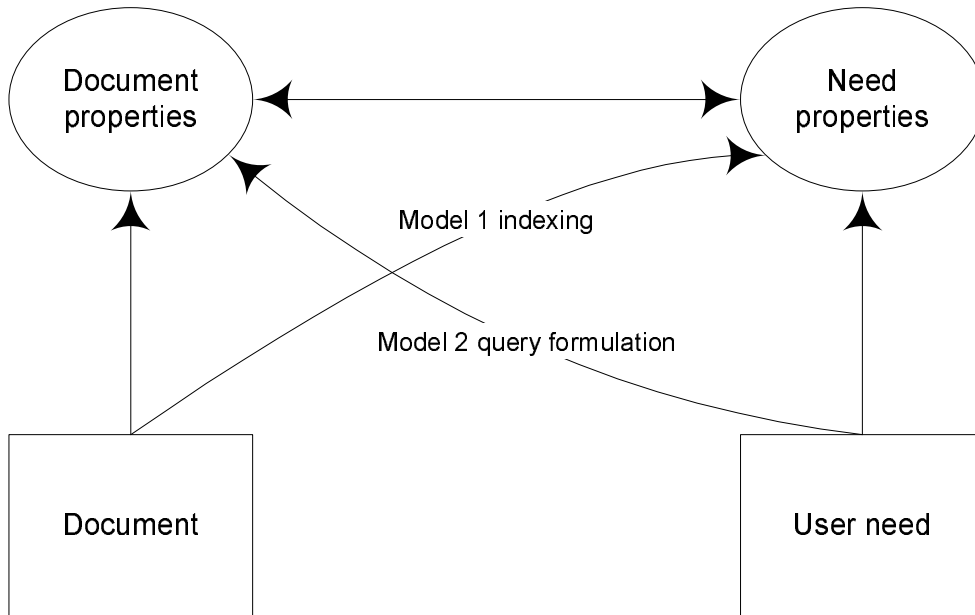 Document
properties
Need
properties
Model 1 indexing
Model 2 query formulation
Document
User need